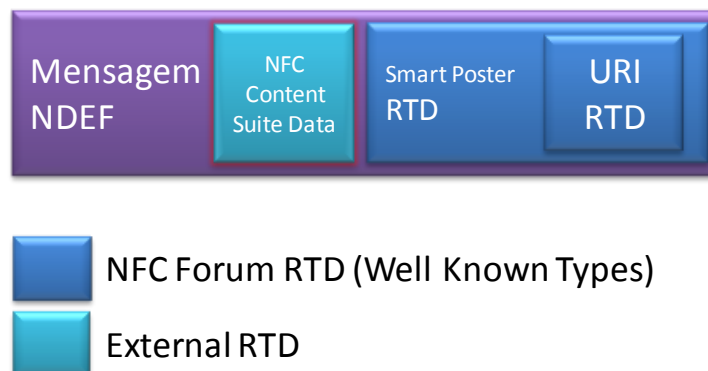 Mensagem
NDEF
NFC
Content
Suite Data
Smart Poster
RTD
URI
RTD
NFC Forum RTD (Well Known Types)
External RTD